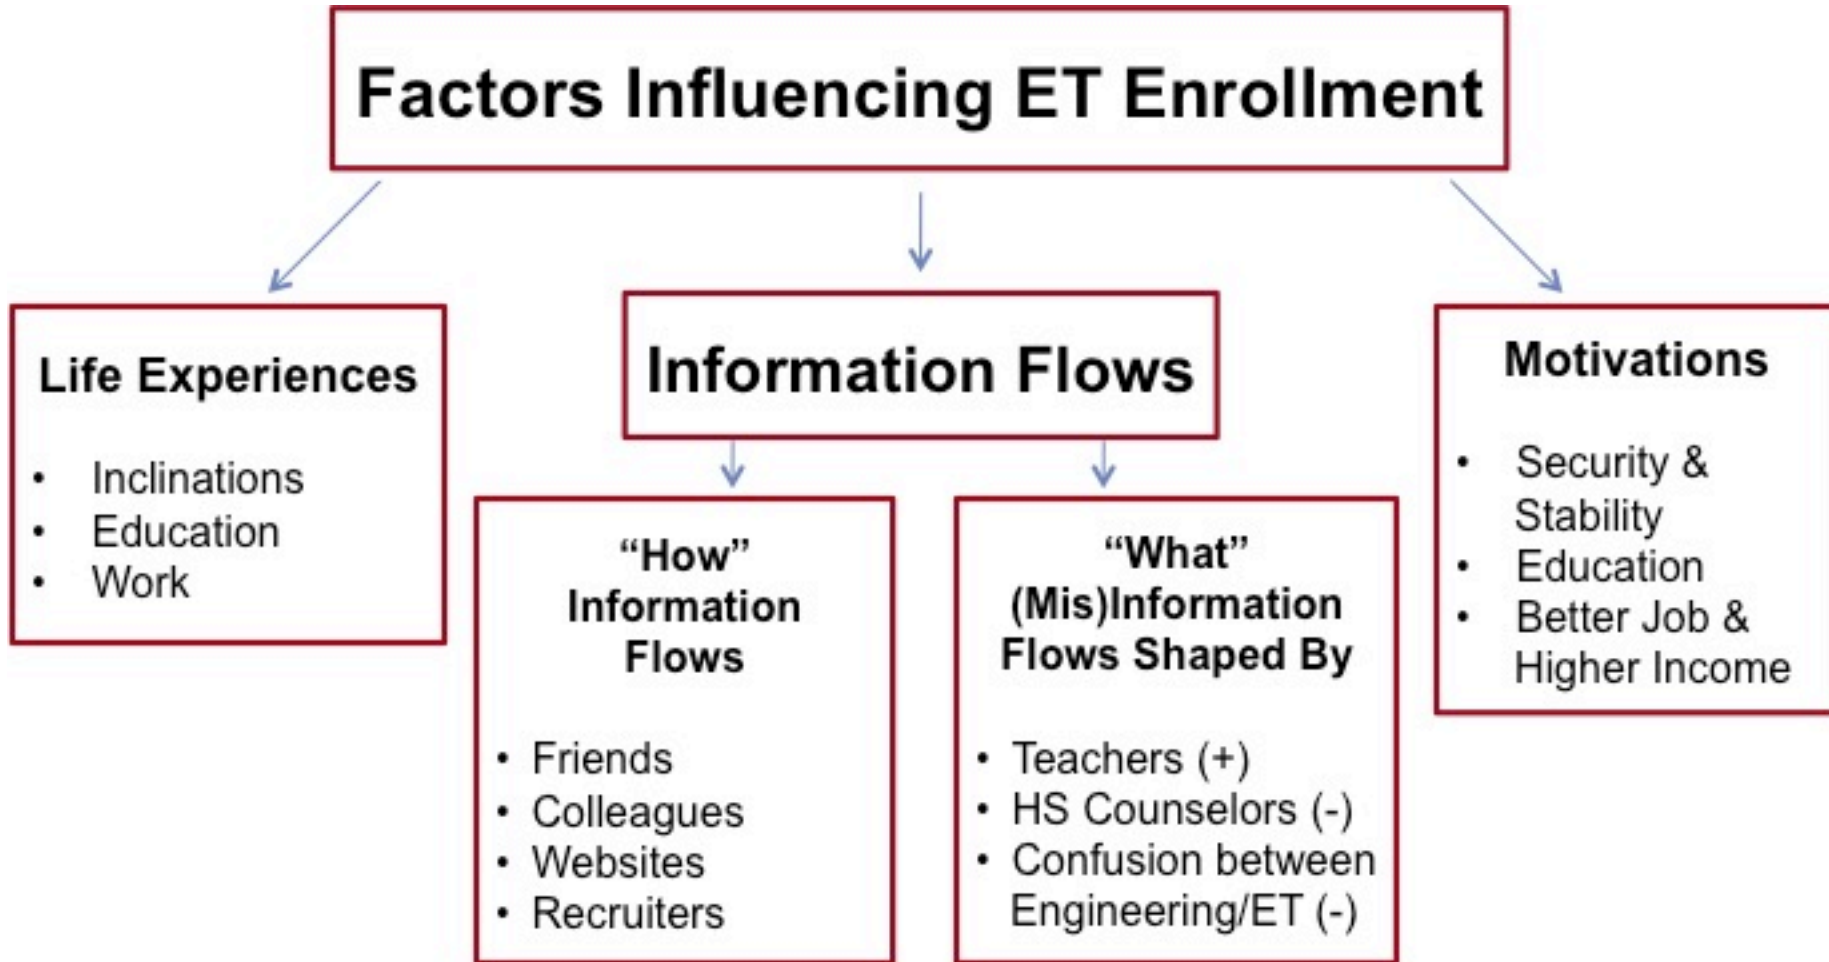 Factors Influencing ET Enrollment
Life Experiences
• Inclinations
• Education
• Work
Information Flows
“How”
Information
Flows
• Friends
• Colleagues
• Websites
• Recruiters
“What”
(Mis)Information
Flows Shaped By
• Teachers (+)
• HS Counselors (-)
• Confusion between
Engineering/ET (-)
Motivations
• Security &
Stability
• Education
• Better Job &
Higher Income